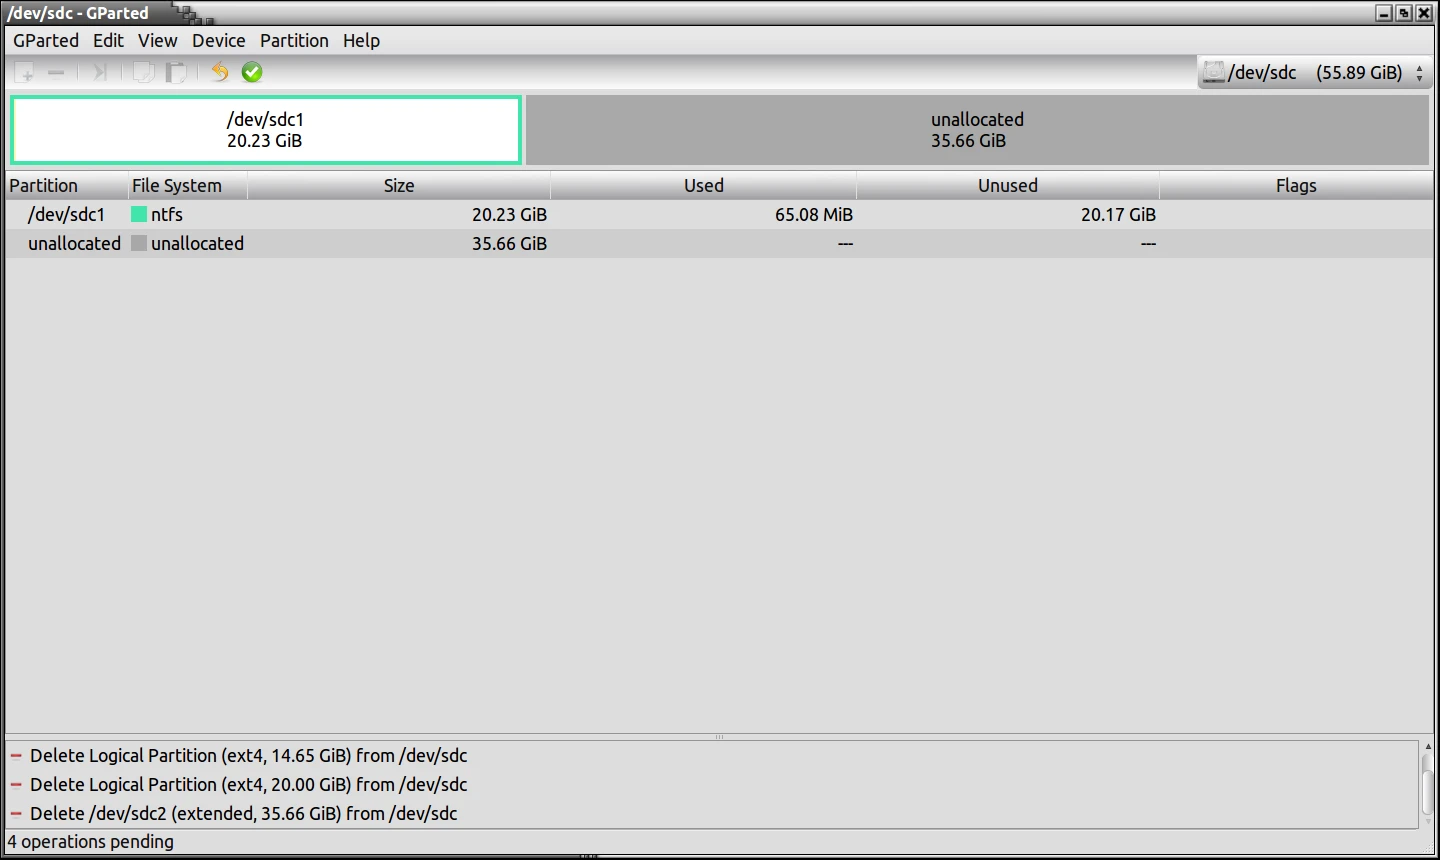 /dev/sdc - GParted
GParted Edit View Device Partition Help
/dev/sdc (55.89 GiB)
/dev/sdc1
20.23 GiB
unallocated
35.66 GiB
Partition File System Size Used Unused Flags
/dev/sdc1 ntfs 20.23 GiB 65.08 MiB 20.17 GiB
unallocated unallocated 35.66 GiB --- ---
Delete Logical Partition (ext4, 14.65 GiB) from /dev/sdc
Delete Logical Partition (ext4, 20.00 GiB) from /dev/sdc
Delete /dev/sdc2 (extended, 35.66 GiB) from /dev/sdc
4 operations pending